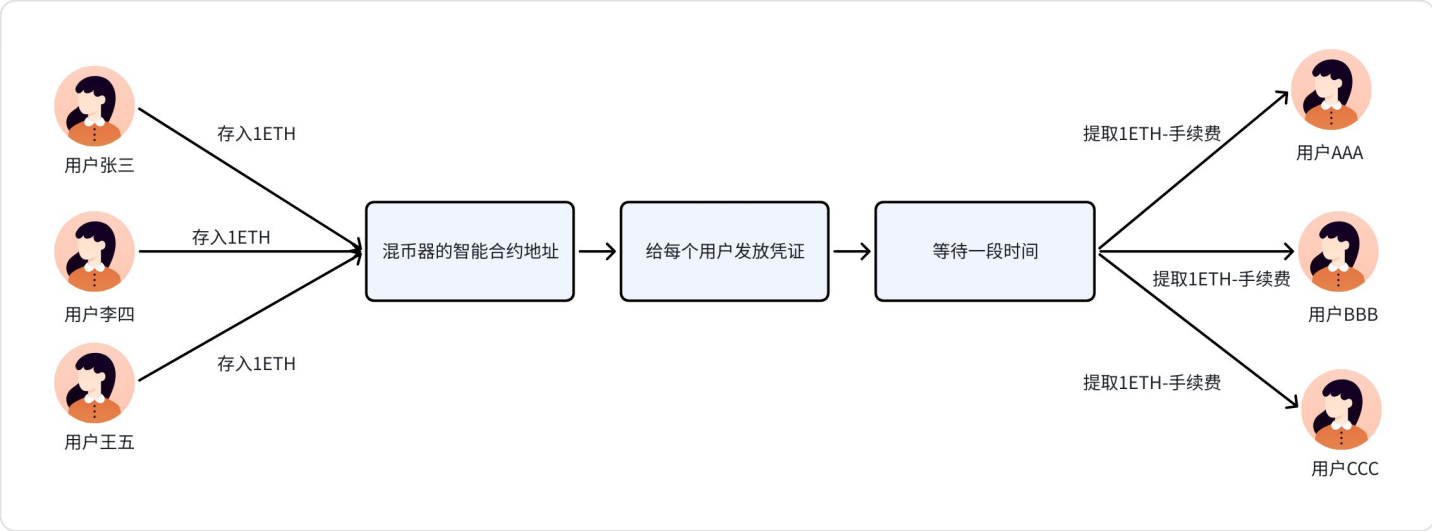 存入1ETH
用户张三
存入1ETH
用户李四
存入1ETH
用户王五
混币器的智能合约地址
给每个用户发放凭证
等待一段时间
提取1ETH-手续费
用户AAA
提取1ETH-手续费
用户BBB
提取1ETH-手续费
用户CCC